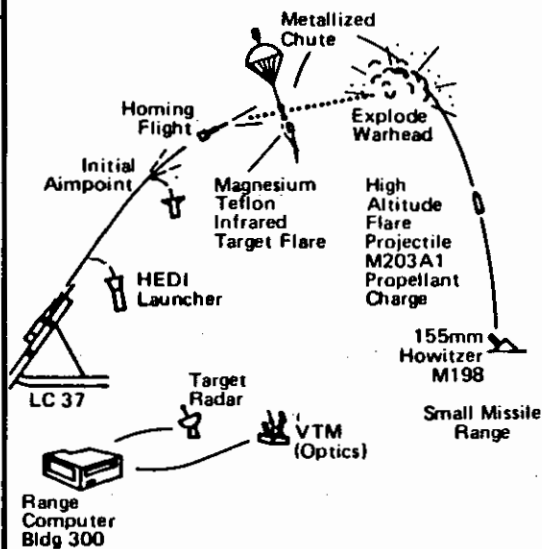 Metallized
Chute
Homing
Flight
Explode
Warhead
Initial
Aimpoint
Magnesium
Teflon
Infrared
Target Flare
High
Altitude
Flare
Projectile
M203A1
Propellant
Charge
HEDI
Launcher
155mm
Howitzer
M198
LC 37
Target
Radar
Small Missile
Range
VTM
(Optics)
Range
Computer
Bldg 300